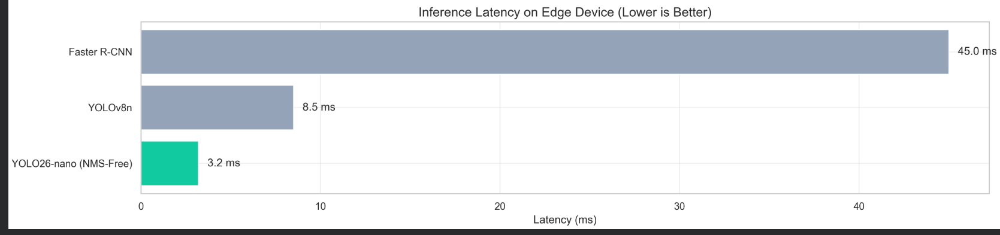 Inference Latency on Edge Device (Lower is Better)
Faster R-CNN
45.0 ms
YOLOv8n
8.5 ms
YOLO26-nano (NMS-Free)
3.2 ms
0 10 20 30 40
Latency (ms)